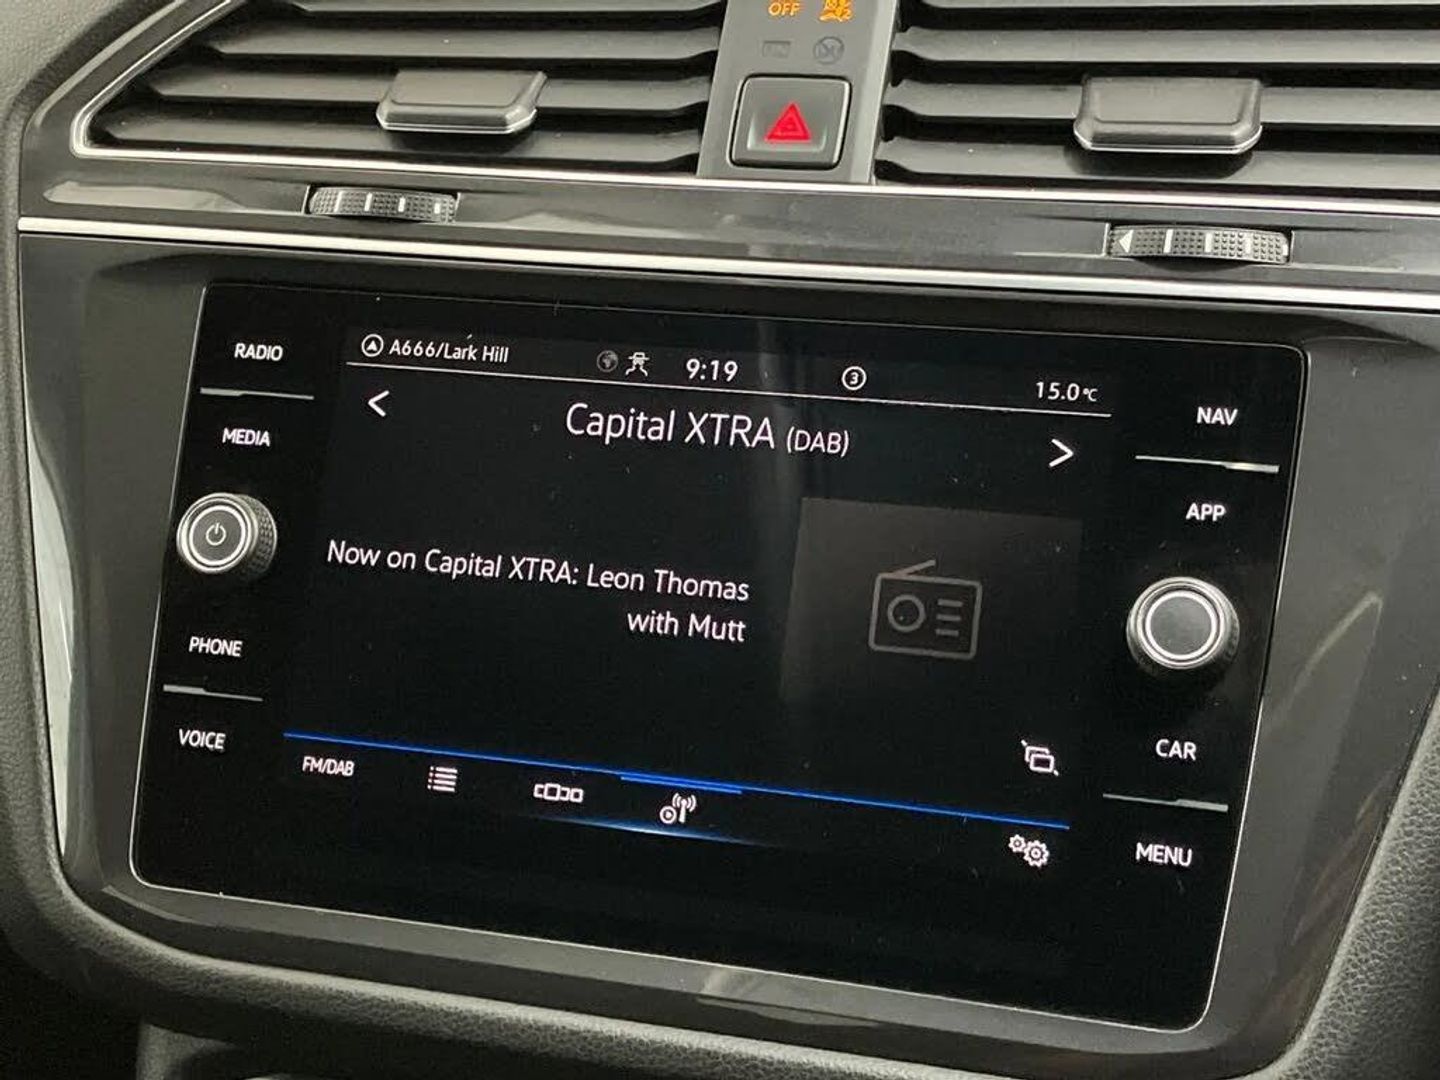 OFF
RADIO
MEDIA
PHONE
VOICE
A666/Lark Hill
9:19
3
15.0°C
Capital XTRA (DAB)
Now on Capital XTRA: Leon Thomas
with Mutt
FM/DAB
NAV
APP
CAR
MENU